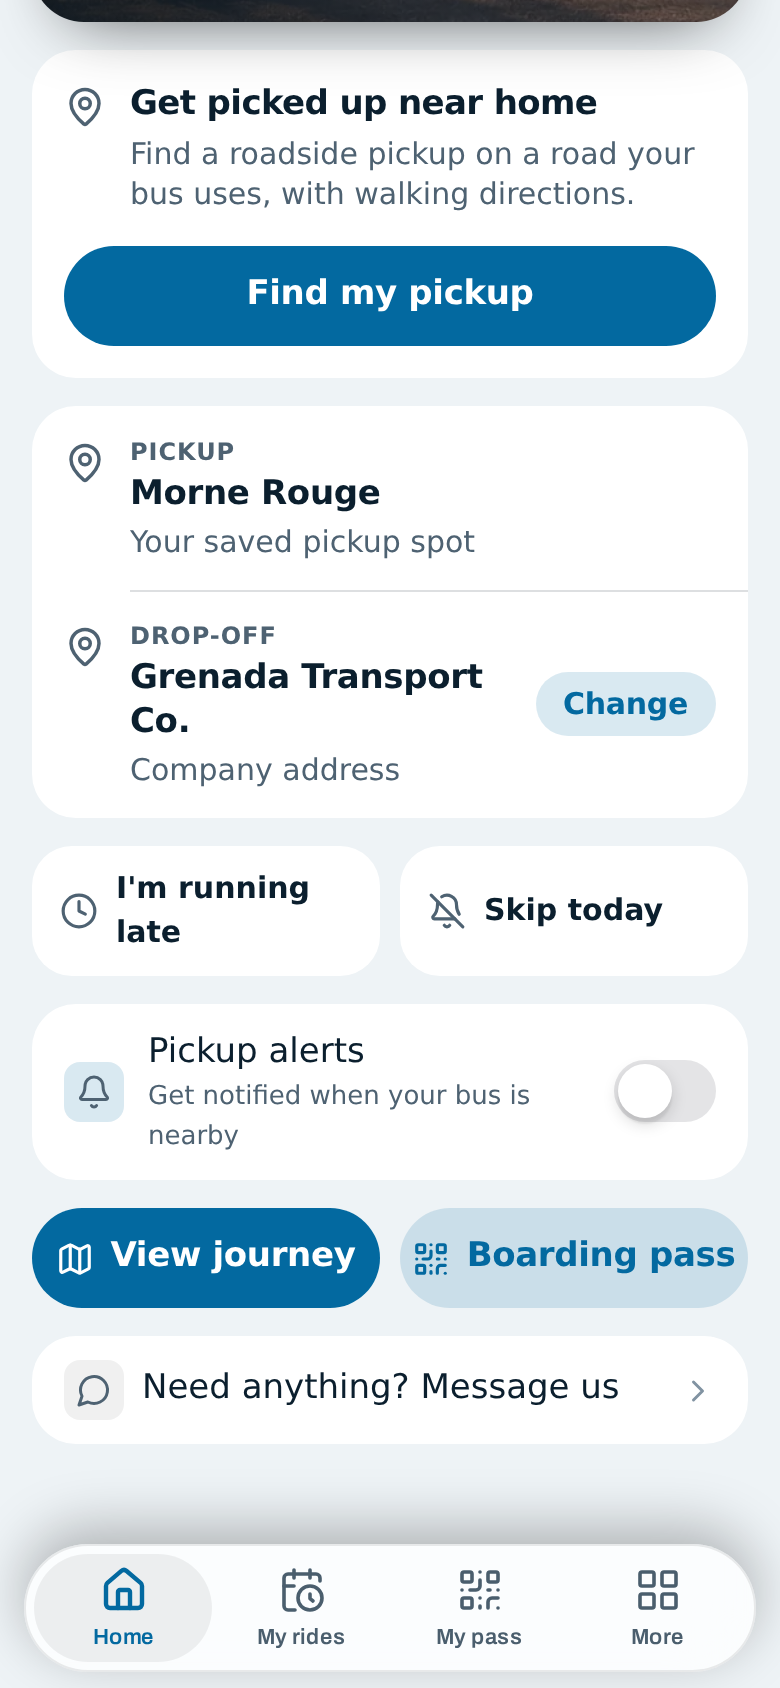 Get picked up near home
Find a roadside pickup on a road your
bus uses, with walking directions.
Find my pickup
PICKUP
Morne Rouge
Your saved pickup spot
DROP-OFF
Grenada Transport
Co.
Change
Company address
I'm running
late
Skip today
Pickup alerts
Get notified when your bus is
nearby
View journey
Boarding pass
Need anything? Message us
Home
My rides
My pass
More